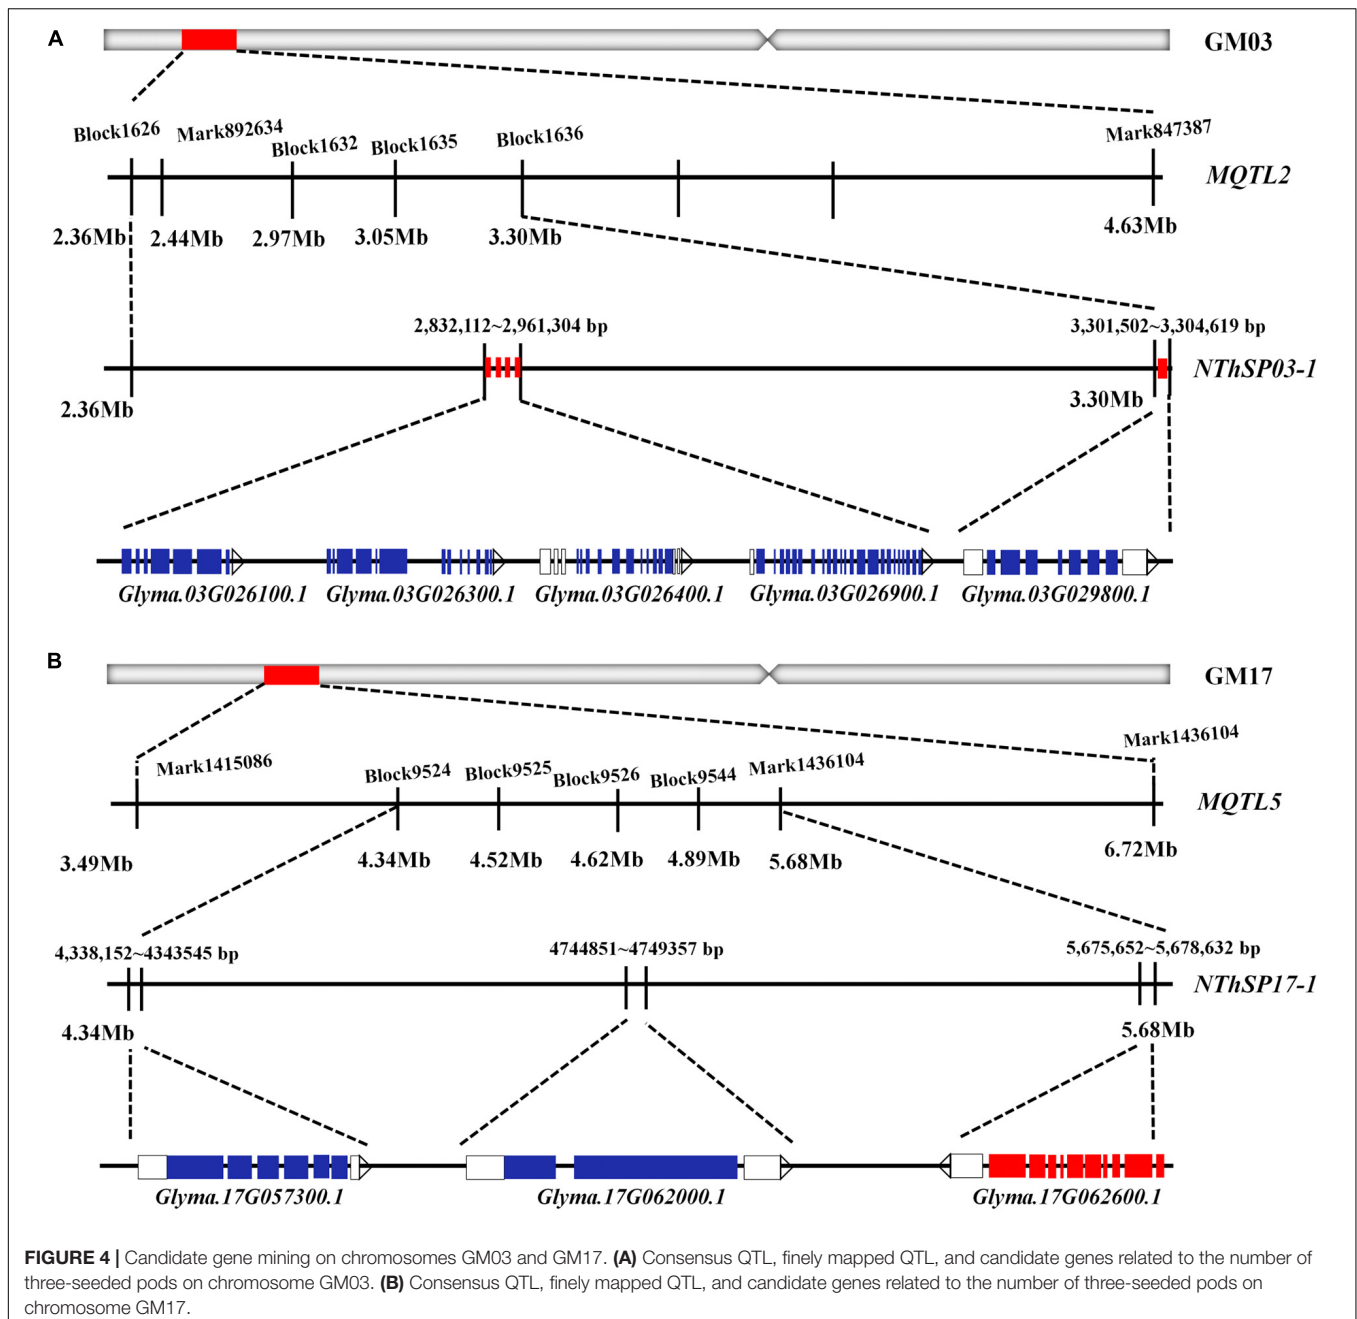 A
GM03
Block1626 Mark892634 Block1632 Block1635 Block1636 Mark847387
MQTL2
2.36Mb 2.44Mb 2.97Mb 3.05Mb 3.30Mb 4.63Mb
2,832,112~2,961,304 bp 3,301,502~3,304,619 bp
NThSP03-1
2.36Mb 3.30Mb
Glyma.03G026100.1 Glyma.03G026300.1 Glyma.03G026400.1 Glyma.03G026900.1 Glyma.03G029800.1
B
GM17
Mark1415086 Block9524 Block9525 Block9526 Block9544 Mark1436104 Mark1436104
MQTL5
3.49Mb 4.34Mb 4.52Mb 4.62Mb 4.89Mb 5.68Mb 6.72Mb
4,338,152~4343545 bp 4744851~4749357 bp 5,675,652~5,678,632 bp
NThSP17-1
4.34Mb 5.68Mb
Glyma.17G057300.1 Glyma.17G062000.1 Glyma.17G062600.1
FIGURE 4 | Candidate gene mining on chromosomes GM03 and GM17. (A) Consensus QTL, finely mapped QTL, and candidate genes related to the number of
three-seeded pods on chromosome GM03. (B) Consensus QTL, finely mapped QTL, and candidate genes related to the number of three-seeded pods on
chromosome GM17.